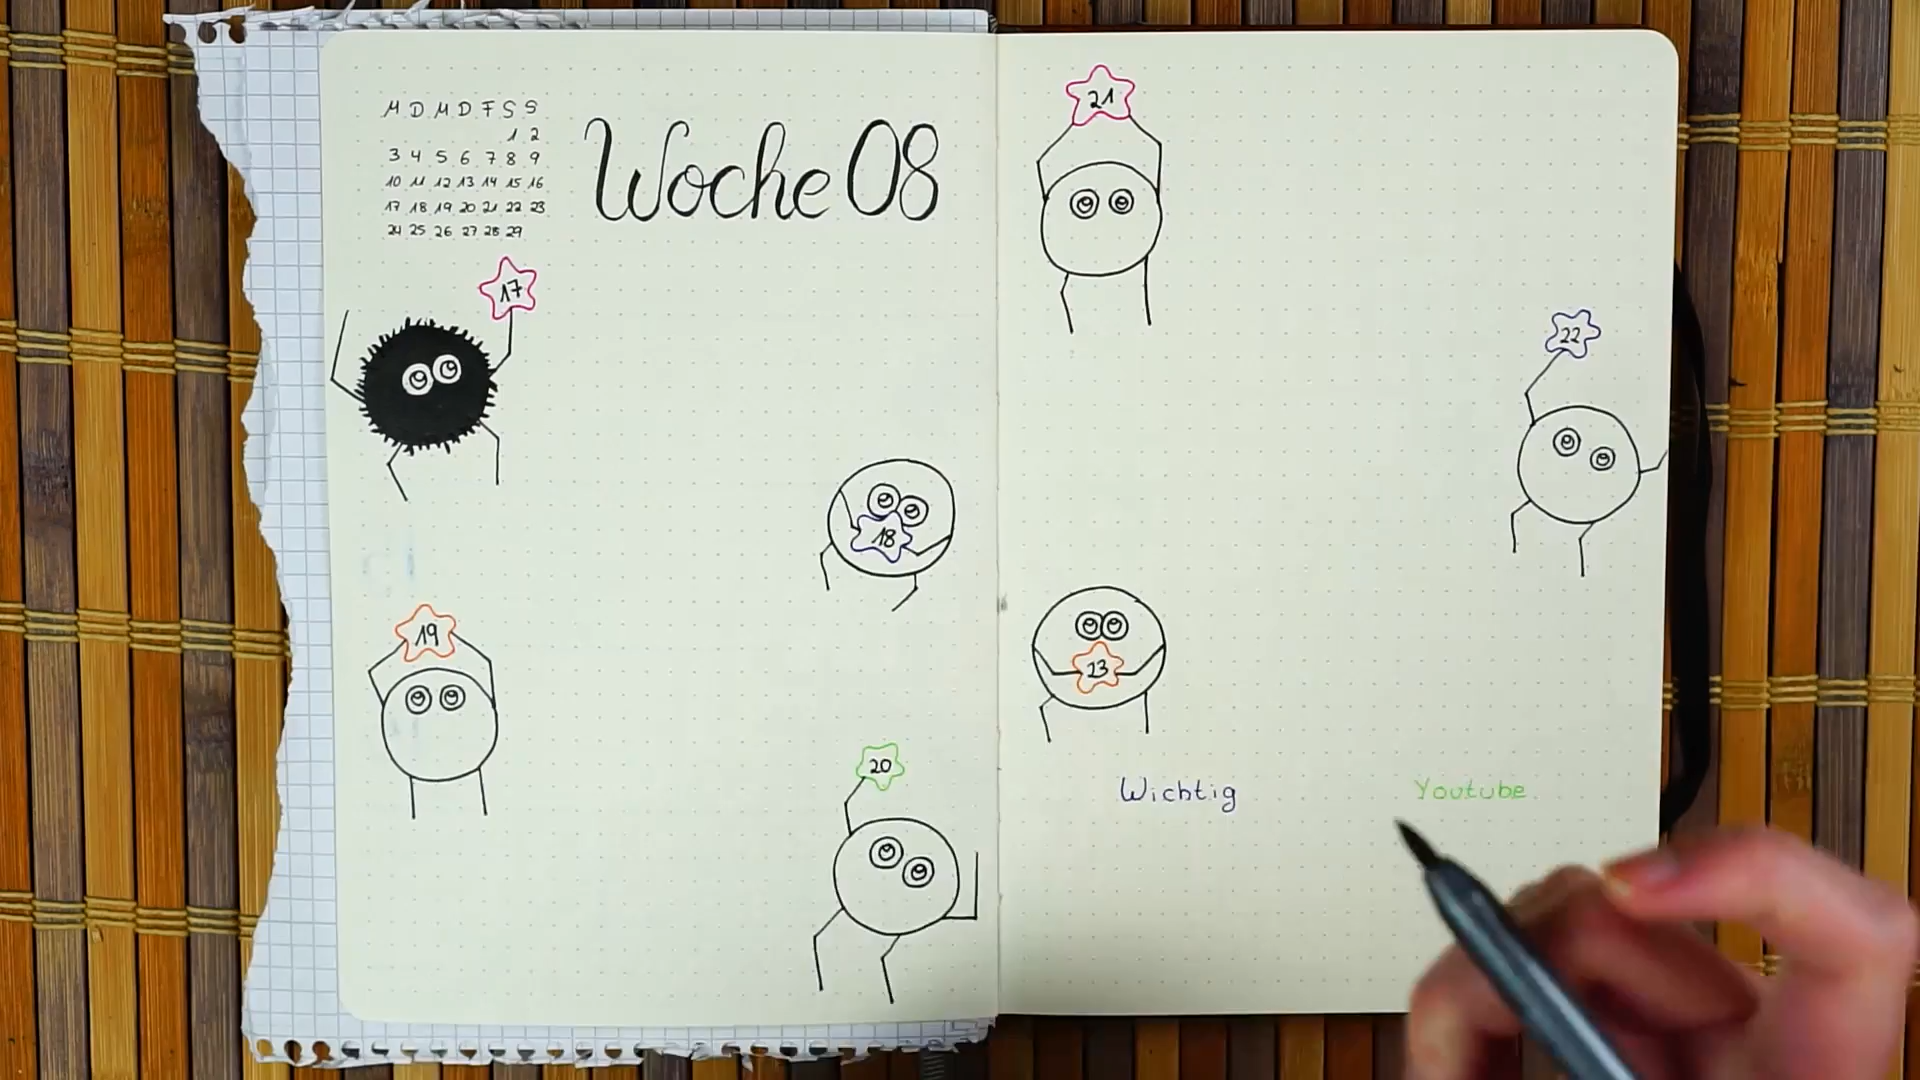 M D M D F S S
1 2
3 4 5 6 7 8 9
10 11 12 13 14 15 16
17 18 19 20 21 22 23
24 25 26 27 28 29
Woche 08
17
18
19
20
21
22
23
Wichtig
Youtube